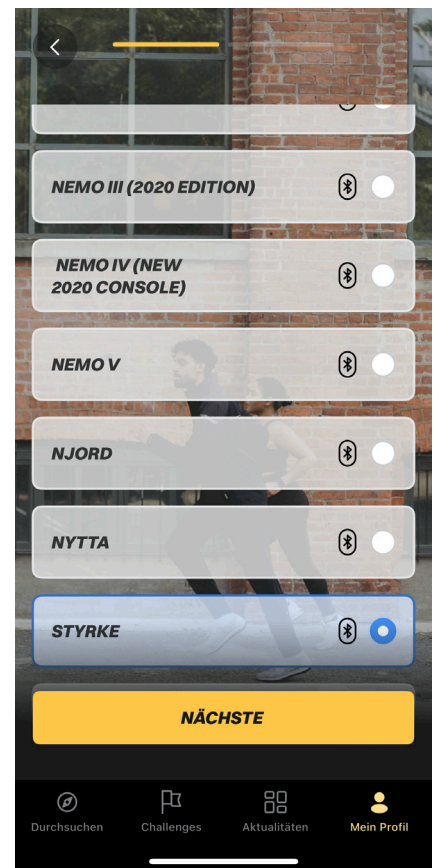 NEMO III (2020 EDITION)
NEMO IV (NEW
2020 CONSOLE)
NEMO V
NJORD
NYTTA
STYRKE
NÄCHSTE
Durchsuchen
Challenges
Aktualitäten
Mein Profil